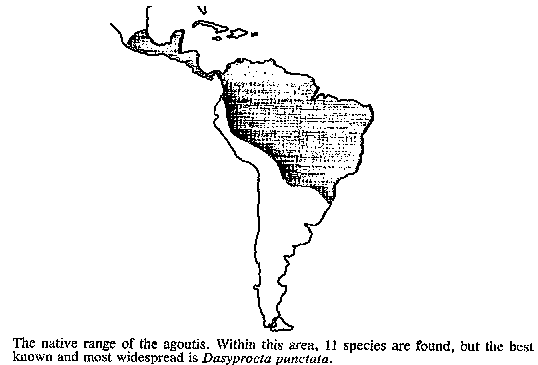 The native range of the agoutis. Within this area, 11 species are found, but the best
known and most widespread is Dasyprocta punctata.